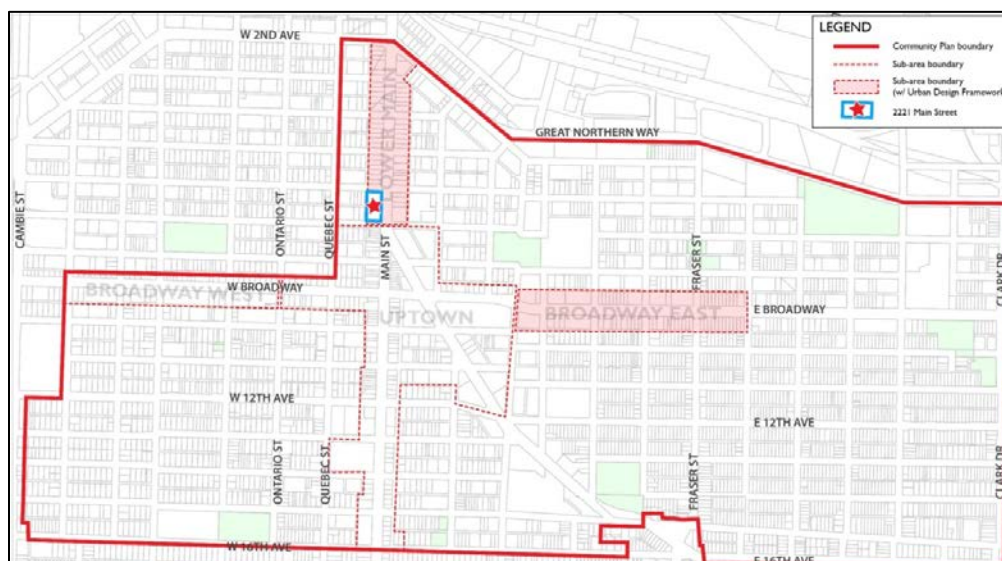 W 2ND AVE
LEGEND
Community Plan boundary
Sub-area boundary
Sub-area boundary
(w/ Urban Design Framework
2221 Main Street
GREAT NORTHERN WAY
LOWER MAIN
CAMBIE ST
ONTARIO ST
QUEBEC ST
MAIN ST
FRASER ST
CLARK DR
W BROADWAY
BROADWAY WEST
UPTOWN
BROADWAY EAST
E BROADWAY
W 12TH AVE
E 12TH AVE
ONTARIO ST
QUEBEC ST
FRASER ST
CLARK DR
W 16TH AVE
E 16TH AVE